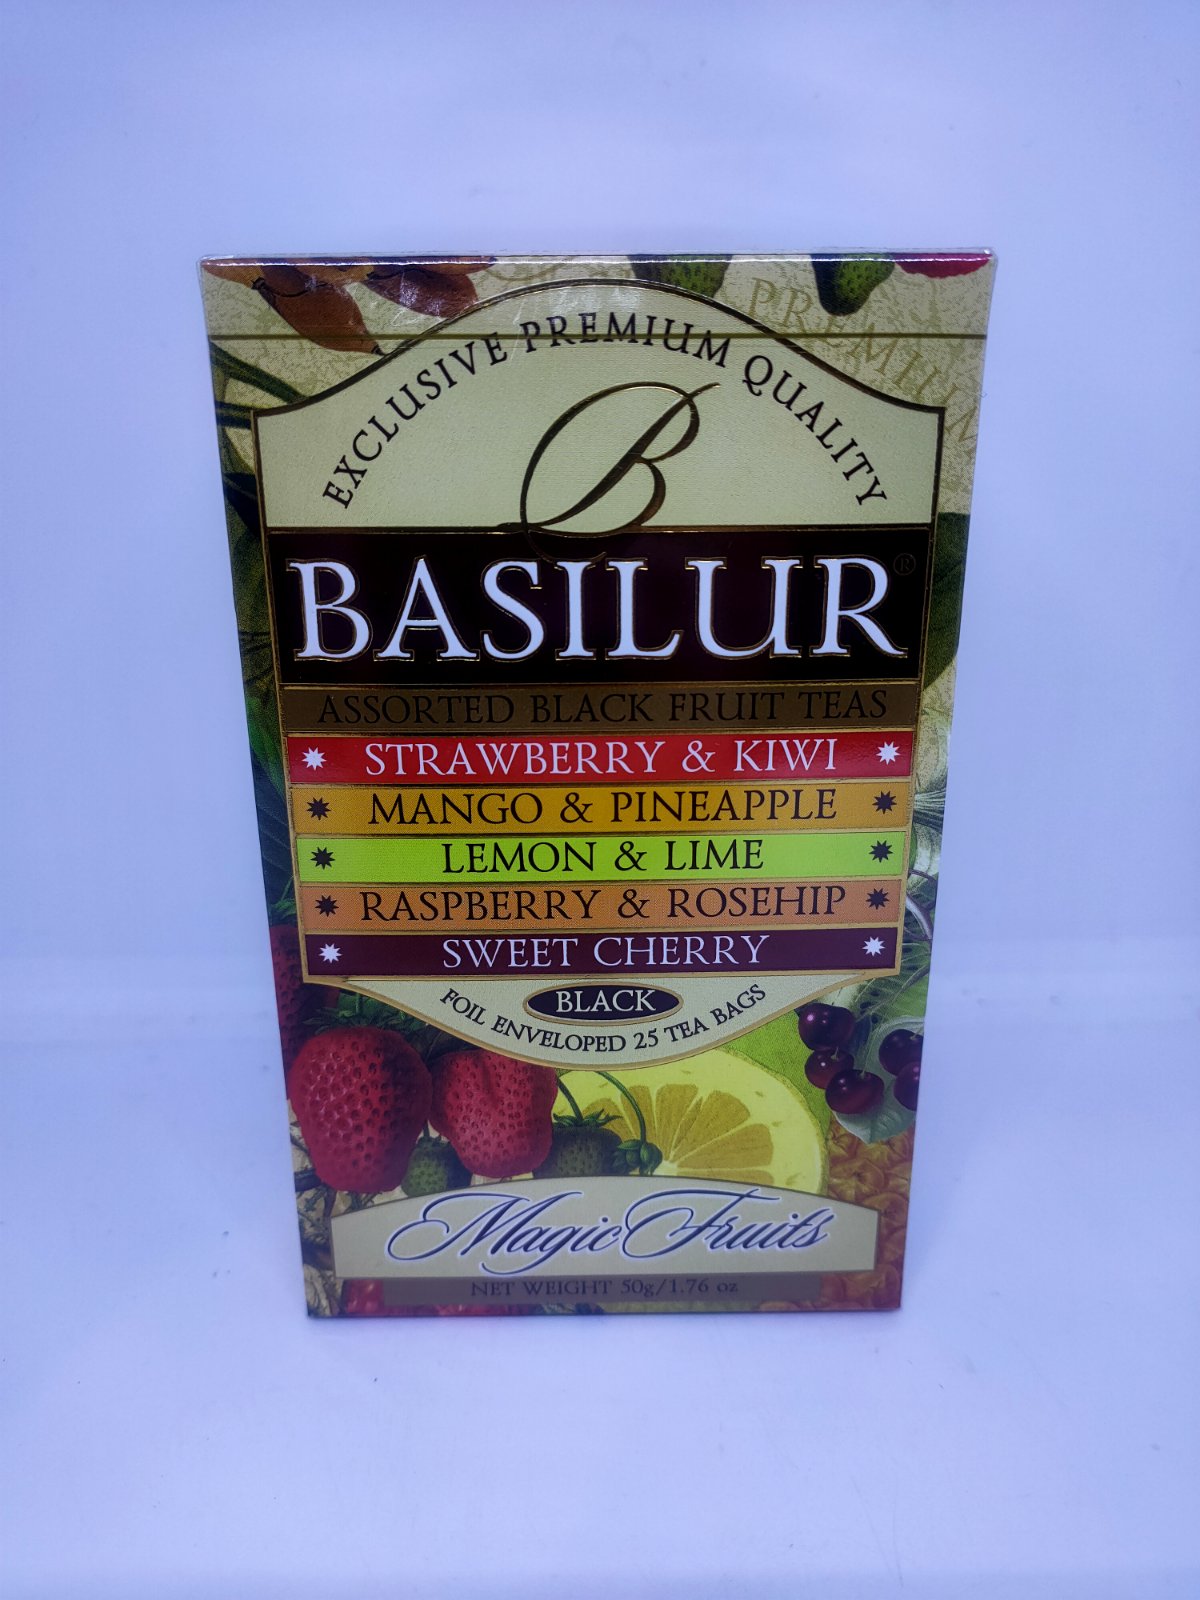 PREMIUM
EXCLUSIVE PREMIUM QUALITY
B
BASILUR®
ASSORTED BLACK FRUIT TEAS
STRAWBERRY & KIWI
MANGO & PINEAPPLE
LEMON & LIME
RASPBERRY & ROSEHIP
SWEET CHERRY
BLACK
FOIL ENVELOPED 25 TEA BAGS
Magic Fruits
NET WEIGHT 50g/1.76 oz